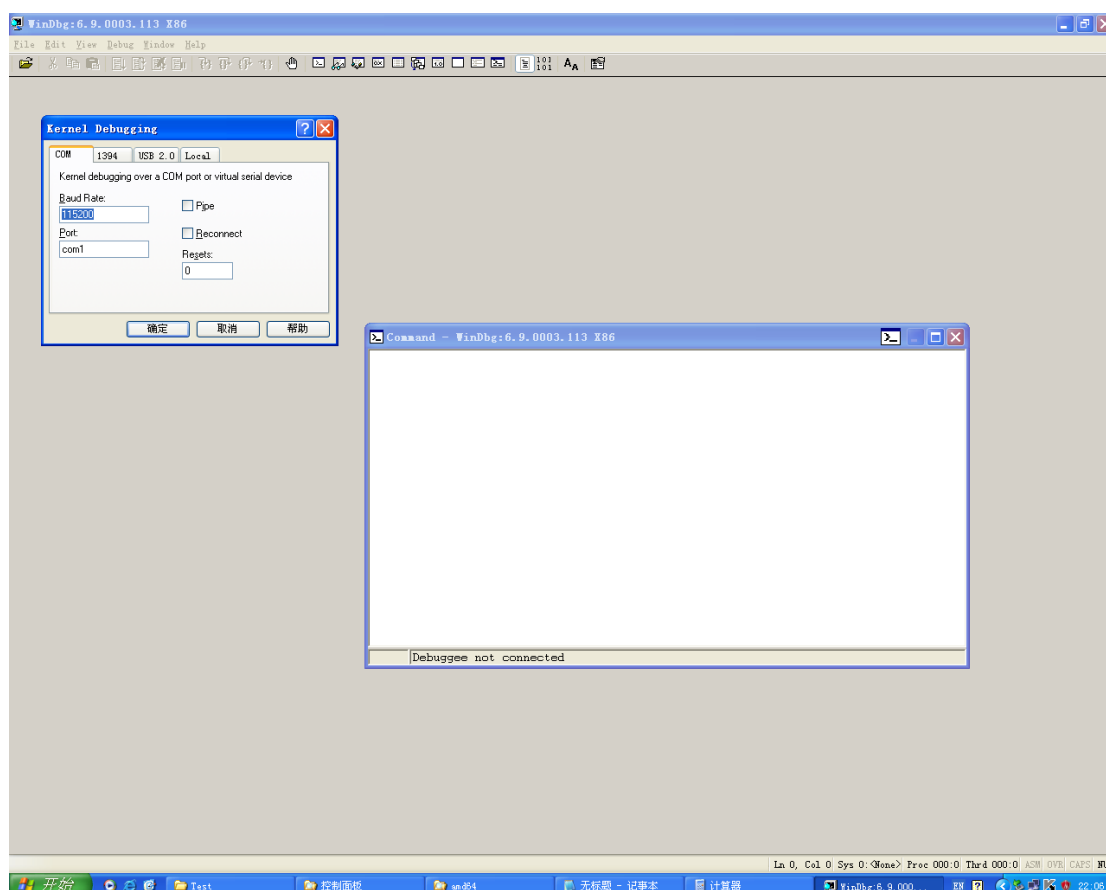 WinDbg:6.9.0003.113 X86
File Edit View Debug Window Help
Kernel Debugging
COM 1394 USB 2.0 Local
Kernel debugging over a COM port or virtual serial device
Baud Rate:
115200
Pipe
Port:
com1
Reconnect
Resets:
0
确定 取消 帮助
Command - WinDbg:6.9.0003.113 X86
Debuggee not connected
Ln 0, Col 0 Sys 0:<None> Proc 000:0 Thrd 000:0 ASM OVR CAPS NU
开始 Test 控制面板 amd64 无标题 - 记事本 计算器 WinDbg:6.9.000... EN 22:06